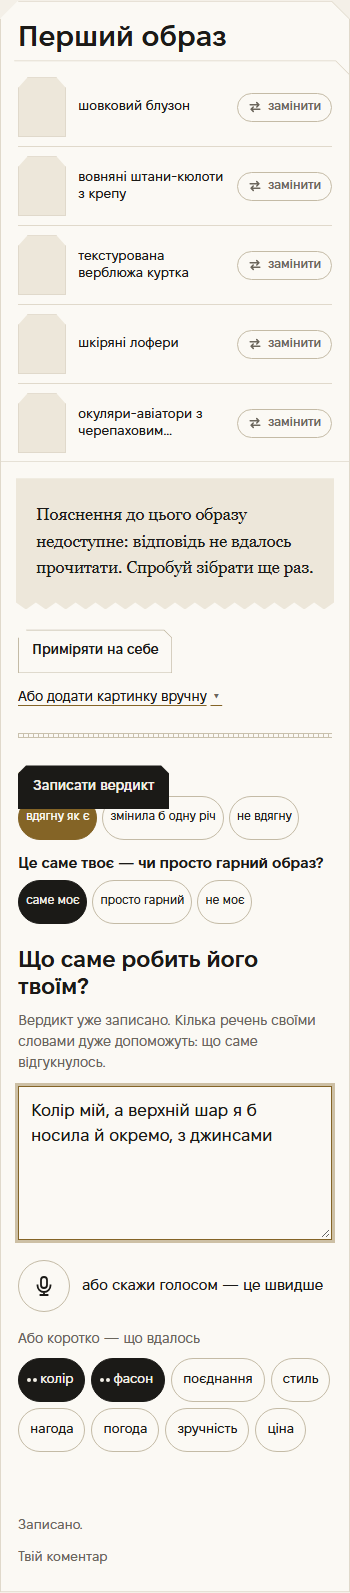 Перший образ
шовковий блузон
замінити
вовняні штани-кюлоти
з крепу
замінити
текстурована
верблюжа куртка
замінити
шкіряні лофери
замінити
окуляри-авіатори з
черепаховим...
замінити
Пояснення до цього образу
недоступне: відповідь не вдалось
прочитати. Спробуй зібрати ще раз.
Приміряти на себе
Або додати картинку вручну
Записати вердикт
вдягну як є
змінила б одну річ
не вдягну
Це саме твоє — чи просто гарний образ?
саме моє
просто гарний
не моє
Що саме робить його
твоїм?
Вердикт уже записано. Кілька речень своїми
словами дуже допоможуть: що саме
відгукнулось.
Колір мій, а верхній шар я б
носила й окремо, з джинсами
або скажи голосом — це швидше
Або коротко — що вдалось
колір
фасон
поєднання
стиль
нагода
погода
зручність
ціна
Записано.
Твій коментар